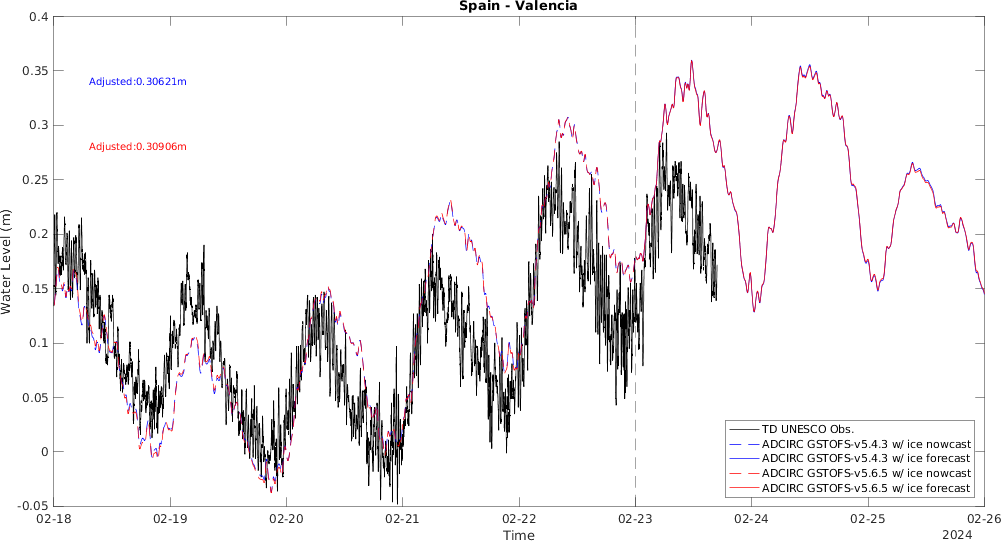 Spain - Valencia
0.4
0.35
0.3
0.25
0.2
0.15
0.1
0.05
0
-0.05
Water Level (m)
Adjusted:0.30621m
Adjusted:0.30906m
TD UNESCO Obs.
ADCIRC GSTOFS-v5.4.3 w/ ice nowcast
ADCIRC GSTOFS-v5.4.3 w/ ice forecast
ADCIRC GSTOFS-v5.6.5 w/ ice nowcast
ADCIRC GSTOFS-v5.6.5 w/ ice forecast
02-18 02-19 02-20 02-21 02-22 02-23 02-24 02-25 02-26
Time
2024